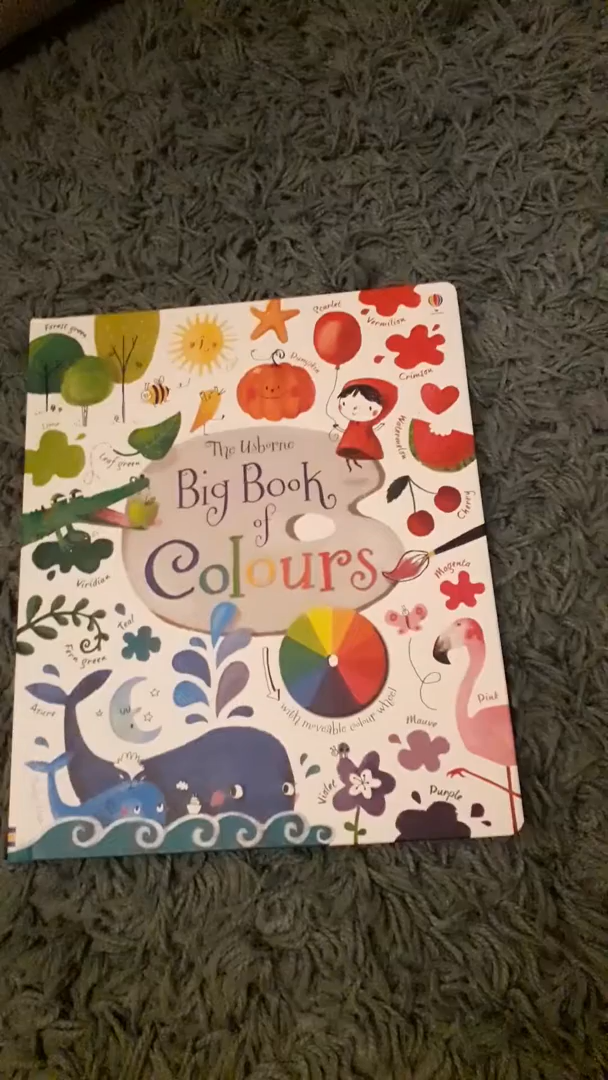 Forest green
Scarlet
Vermilion
Pumpkin
Crimson
Lime
Leaf green
Watermelon
The Usborne
Big Book
of
Colours
Cherry
Viridian
Magenta
Teal
Fern green
Azure
with moveable colour wheel
Pink
Mauve
Violet
Purple